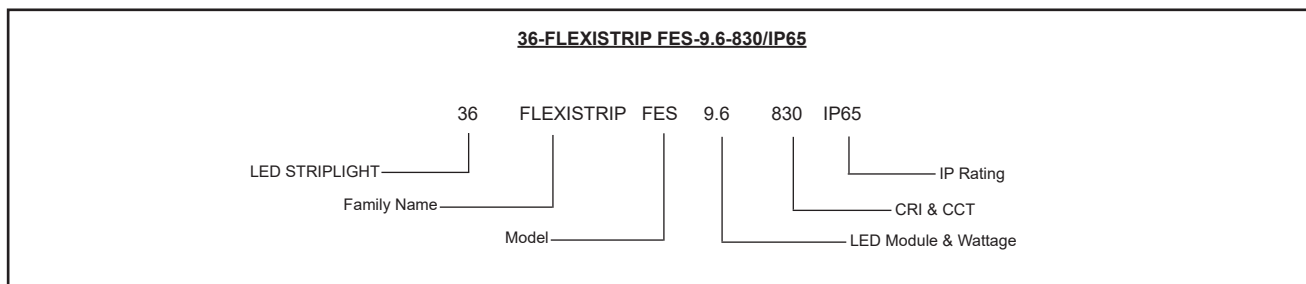 36-FLEXISTRIP FES-9.6-830/IP65
36 FLEXISTRIP FES 9.6 830 IP65
LED STRIPLIGHT
IP Rating
Family Name
CRI & CCT
Model
LED Module & Wattage